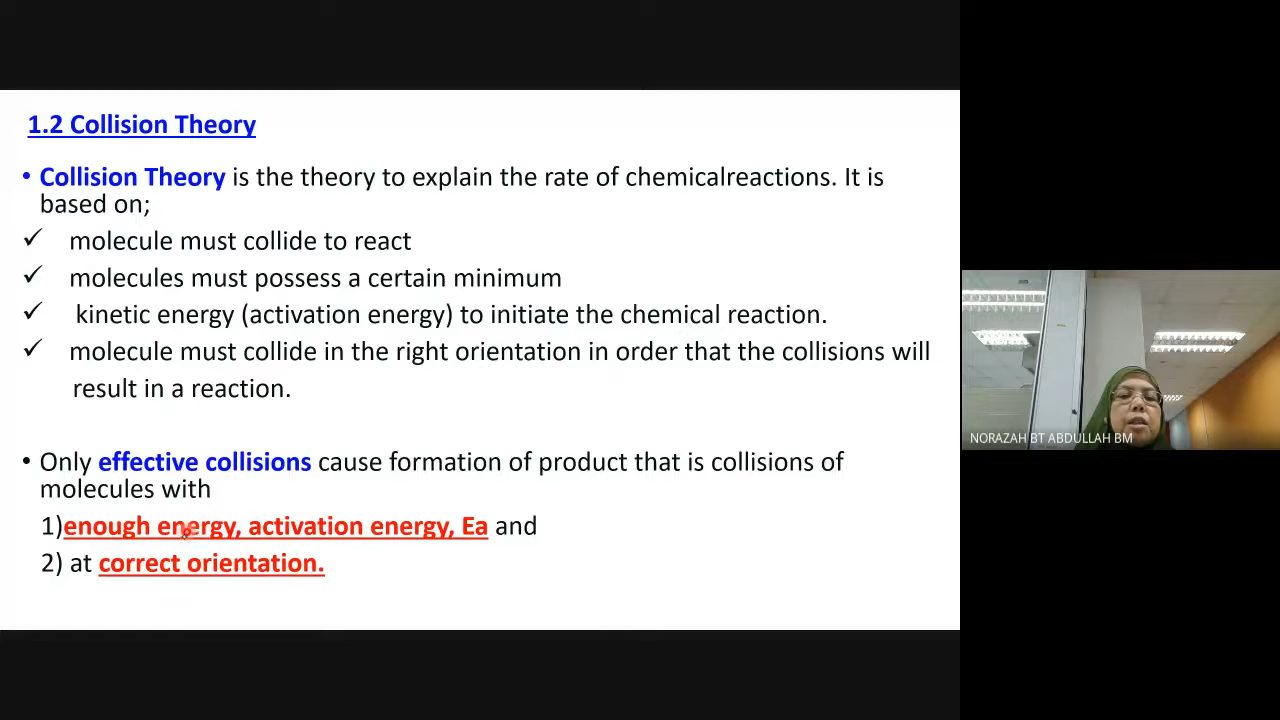 1.2 Collision Theory
• Collision Theory is the theory to explain the rate of chemicalreactions. It is
based on;
✓ molecule must collide to react
✓ molecules must possess a certain minimum
✓ kinetic energy (activation energy) to initiate the chemical reaction.
✓ molecule must collide in the right orientation in order that the collisions will
result in a reaction.
• Only effective collisions cause formation of product that is collisions of
molecules with
1)enough energy, activation energy, Ea and
2) at correct orientation.
NORAZAH BT ABDULLAH BM